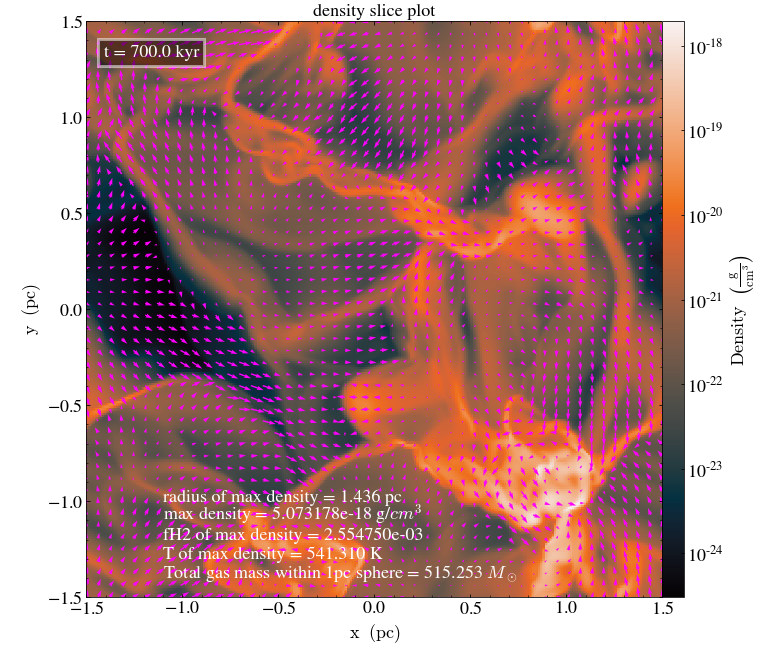 density slice plot
t = 700.0 kyr
1.5
1.0
0.5
0.0
−0.5
−1.0
−1.5
y (pc)
radius of max density = 1.436 pc
max density = 5.073178e-18 g/cm³
fH2 of max density = 2.554750e-03
T of max density = 541.310 K
Total gas mass within 1pc sphere = 515.253 M⊙
−1.5 −1.0 −0.5 0.0 0.5 1.0 1.5
x (pc)
10⁻¹⁸
10⁻¹⁹
10⁻²⁰
10⁻²¹
10⁻²²
10⁻²³
10⁻²⁴
Density (g/cm³)